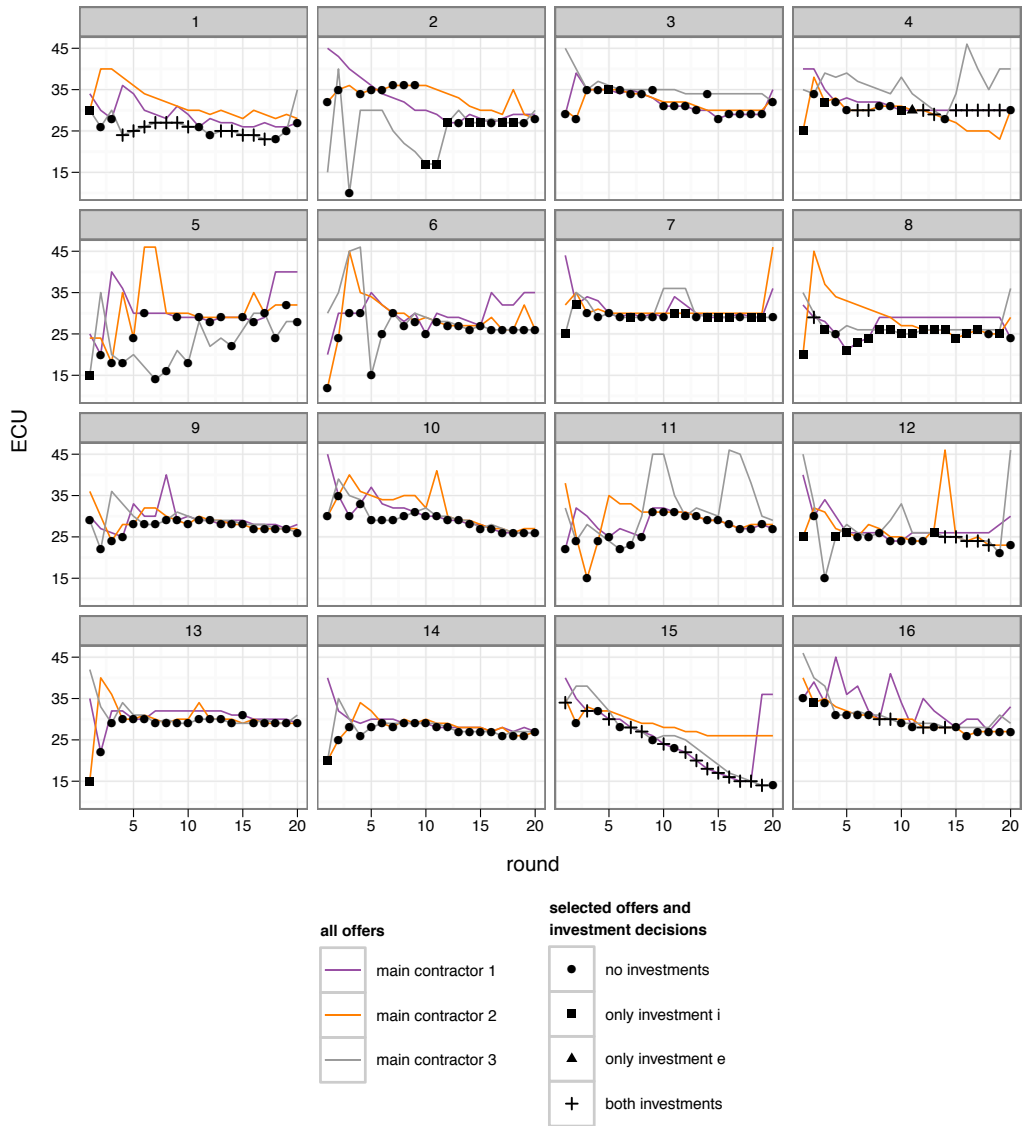 1 2 3 4
45
35
25
15
5 6 7 8
45
35
25
15
ECU
9 10 11 12
45
35
25
15
13 14 15 16
45
35
25
15
5 10 15 20 5 10 15 20 5 10 15 20 5 10 15 20
round
all offers
main contractor 1
main contractor 2
main contractor 3
selected offers and
investment decisions
no investments
only investment i
only investment e
both investments